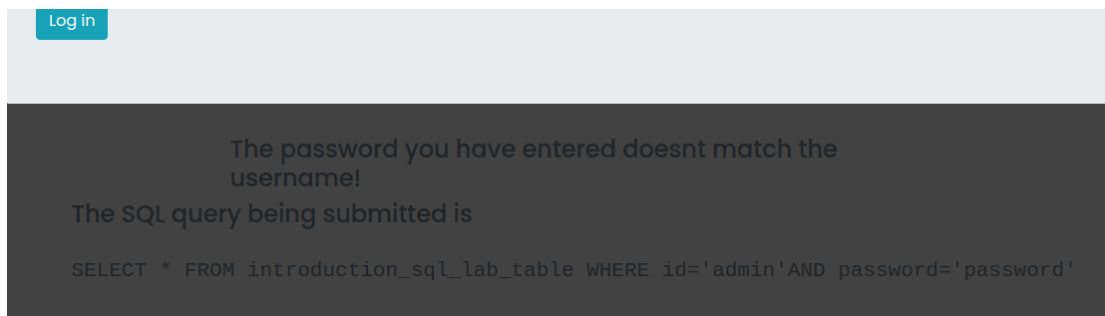 Log in
The password you have entered doesnt match the
username!
The SQL query being submitted is
SELECT * FROM introduction_sql_lab_table WHERE id='admin'AND password='password'